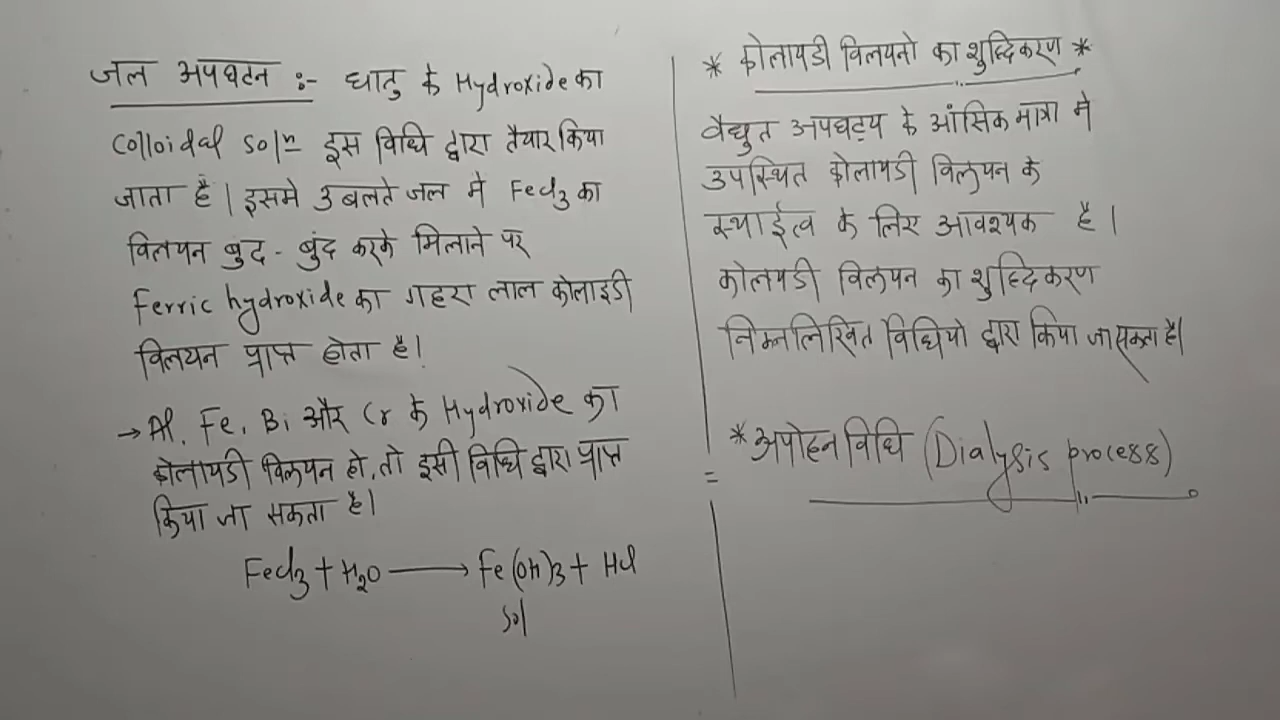 जल अपघटन :- धातु के Hydroxide का
Colloidal Solⁿ इस विधि द्वारा तैयार किया
जाता है। इसमे उबलते जल मे FeCl3 का
विलयन बुद - बुंद करके मिलाने पर
Ferric hydroxide का गहरा लाल कोलाइडी
विलयन प्राप्त होता है।
→ Al, Fe, Bi और Cr के Hydroxide का
कोलायडी विलयन हो, तो इसी विधि द्वारा प्राप्त
किया जा सकता है।
FeCl3 + H2O → Fe(OH)3 + HCl
Sol
* कोलायडी विलयनो का शुद्धिकरण *
वैद्युत अपघट्य के आंसिक मात्रा मे
उपस्थित कोलायडी विलयन के
स्थाईत्व के लिए आवश्यक है।
कोलयडी विलयन का शुद्धिकरण
निम्नलिखित विधियो द्वारा किया जा सकता है।
* अपोहन विधि (Dialysis process)